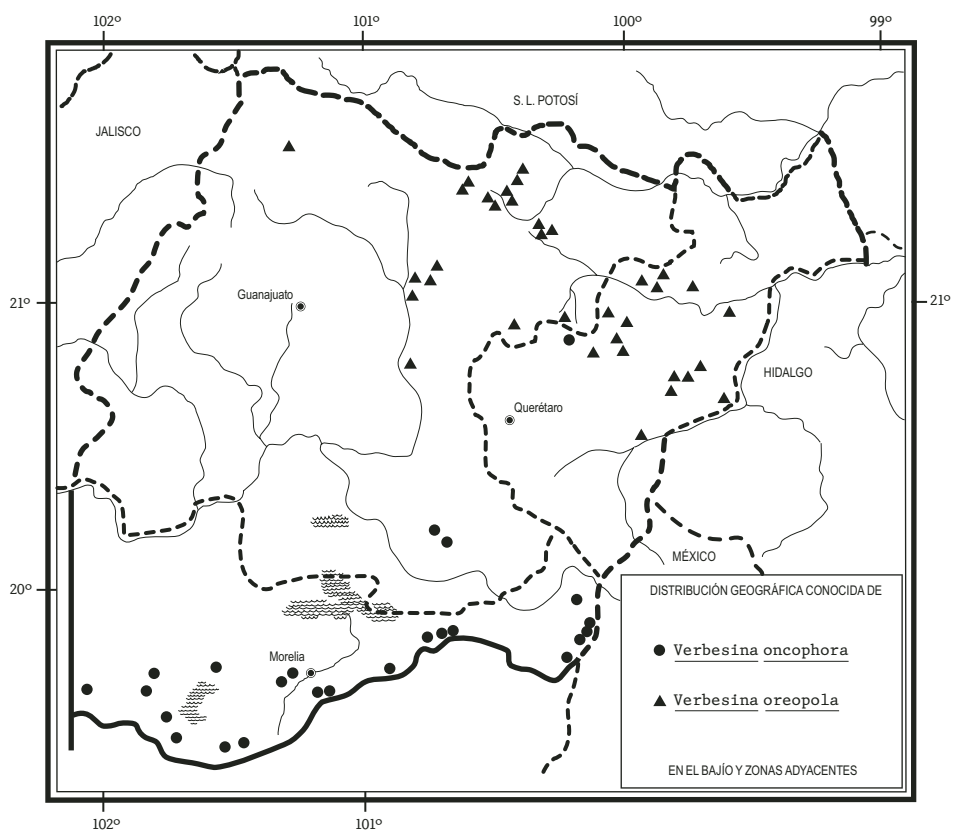 102º 101º 100º 99º
S. L. POTOSÍ
JALISCO
Guanajuato
21º 21º
HIDALGO
Querétaro
MÉXICO
20º
DISTRIBUCIÓN GEOGRÁFICA CONOCIDA DE
Verbesina oncophora
Morelia
Verbesina oreopola
EN EL BAJÍO Y ZONAS ADYACENTES
102º 101º